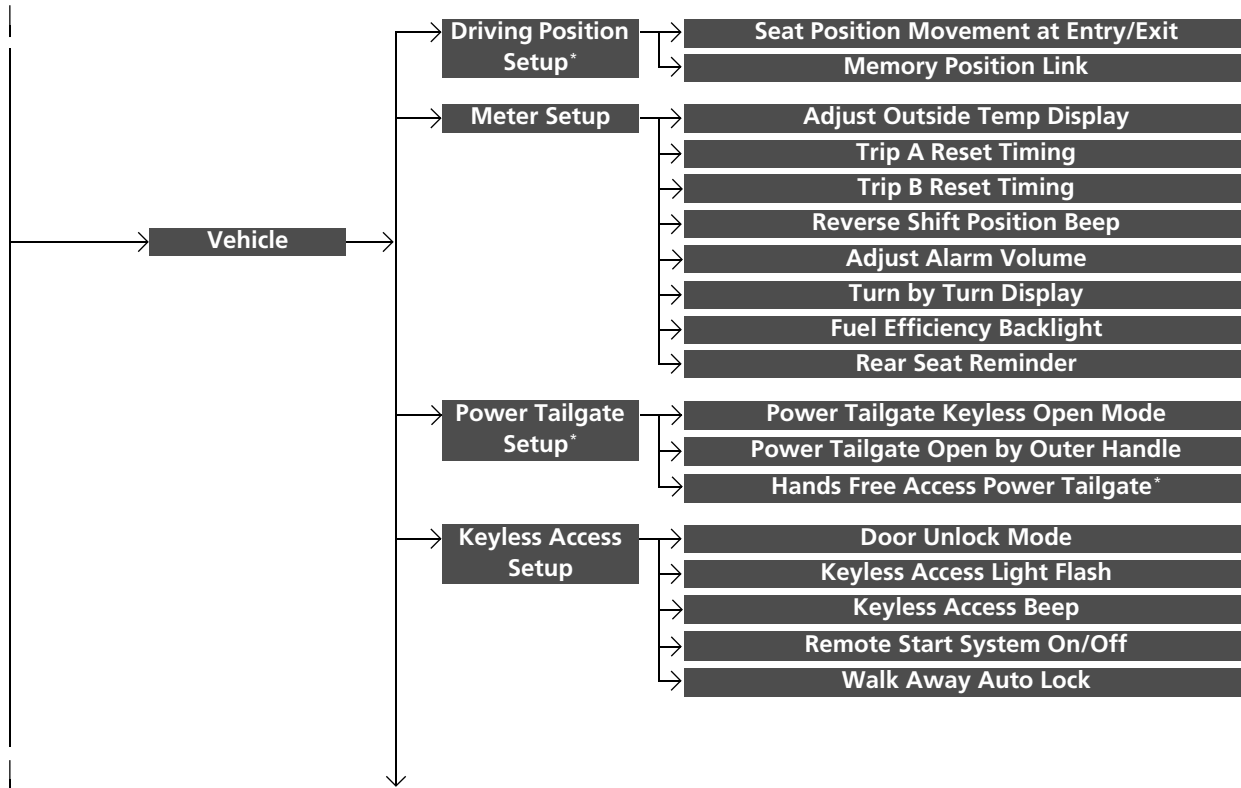 Driving Position
Setup*
Seat Position Movement at Entry/Exit
Memory Position Link
Meter Setup
Adjust Outside Temp Display
Trip A Reset Timing
Trip B Reset Timing
Reverse Shift Position Beep
Vehicle
Adjust Alarm Volume
Turn by Turn Display
Fuel Efficiency Backlight
Rear Seat Reminder
Power Tailgate
Setup*
Power Tailgate Keyless Open Mode
Power Tailgate Open by Outer Handle
Hands Free Access Power Tailgate*
Keyless Access
Setup
Door Unlock Mode
Keyless Access Light Flash
Keyless Access Beep
Remote Start System On/Off
Walk Away Auto Lock